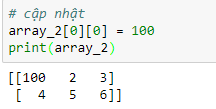 # cập nhật
array_2[0][0] = 100
print(array_2)
[[100   2   3]
 [  4   5   6]]